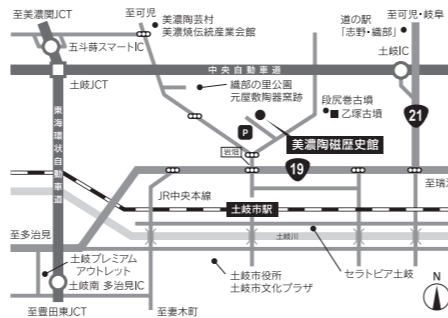 至美濃関JCT
至可児
美濃陶芸村
美濃焼伝統産業会館
道の駅
「志野・織部」
至可児・岐阜
五斗蒔スマートIC
土岐IC
中央自動車道
土岐JCT
織部の里公園
元屋敷陶器窯跡
段尻巻古墳
乙塚古墳
21
P
岩畑
美濃陶磁歴史館
19
東海環状自動車道
至瑞
JR中央本線
土岐市駅
至多治見
土岐川
土岐プレミアム
アウトレット
土岐市役所
土岐市文化プラザ
セラトピア土岐
土岐南 多治見IC
N
至豊田東JCT
至妻木町